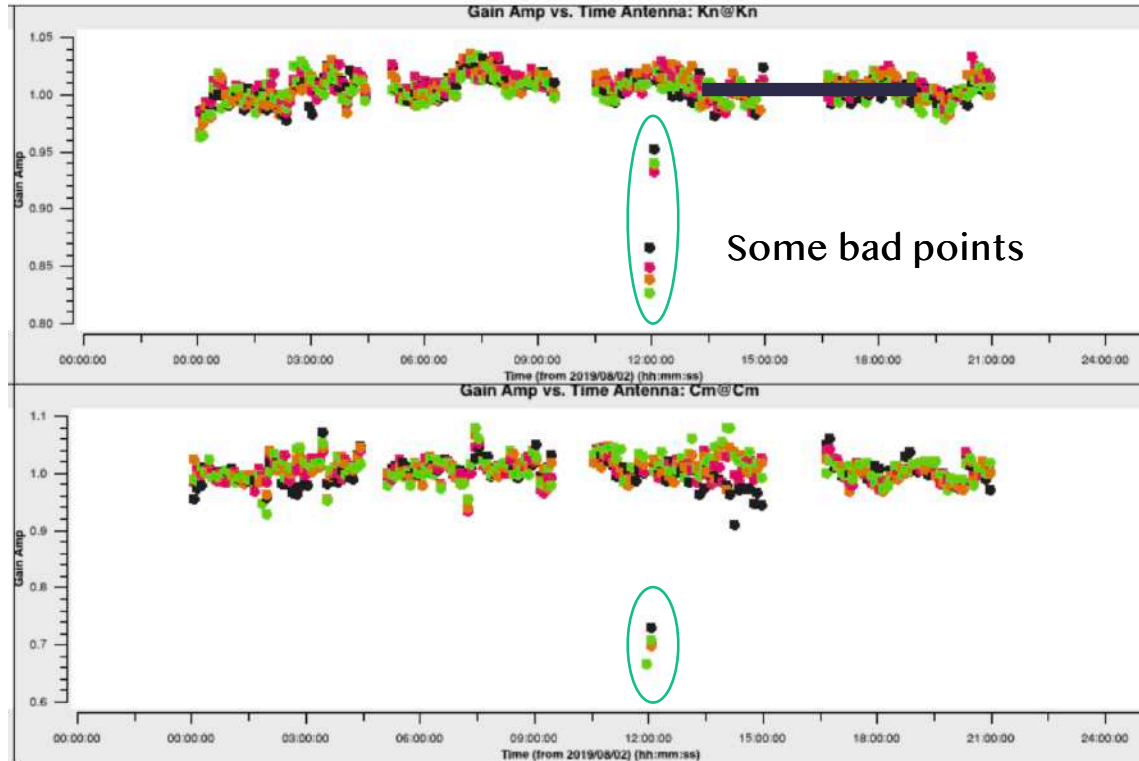 Gain Amp vs. Time Antenna: Kn@Kn
1.05
1.00
0.95
0.90
0.85
0.80
Gain Amp
Some bad points
00:00:00 00:00:00 03:00:00 06:00:00 09:00:00 12:00:00 15:00:00 18:00:00 21:00:00 24:00:00
Time (from 2019/08/02) (hh:mm:ss)
Gain Amp vs. Time Antenna: Cm@Cm
1.1
1.0
0.9
0.8
0.7
0.6
Gain Amp
00:00:00 00:00:00 03:00:00 06:00:00 09:00:00 12:00:00 15:00:00 18:00:00 21:00:00 24:00:00
Time (from 2019/08/02) (hh:mm:ss)